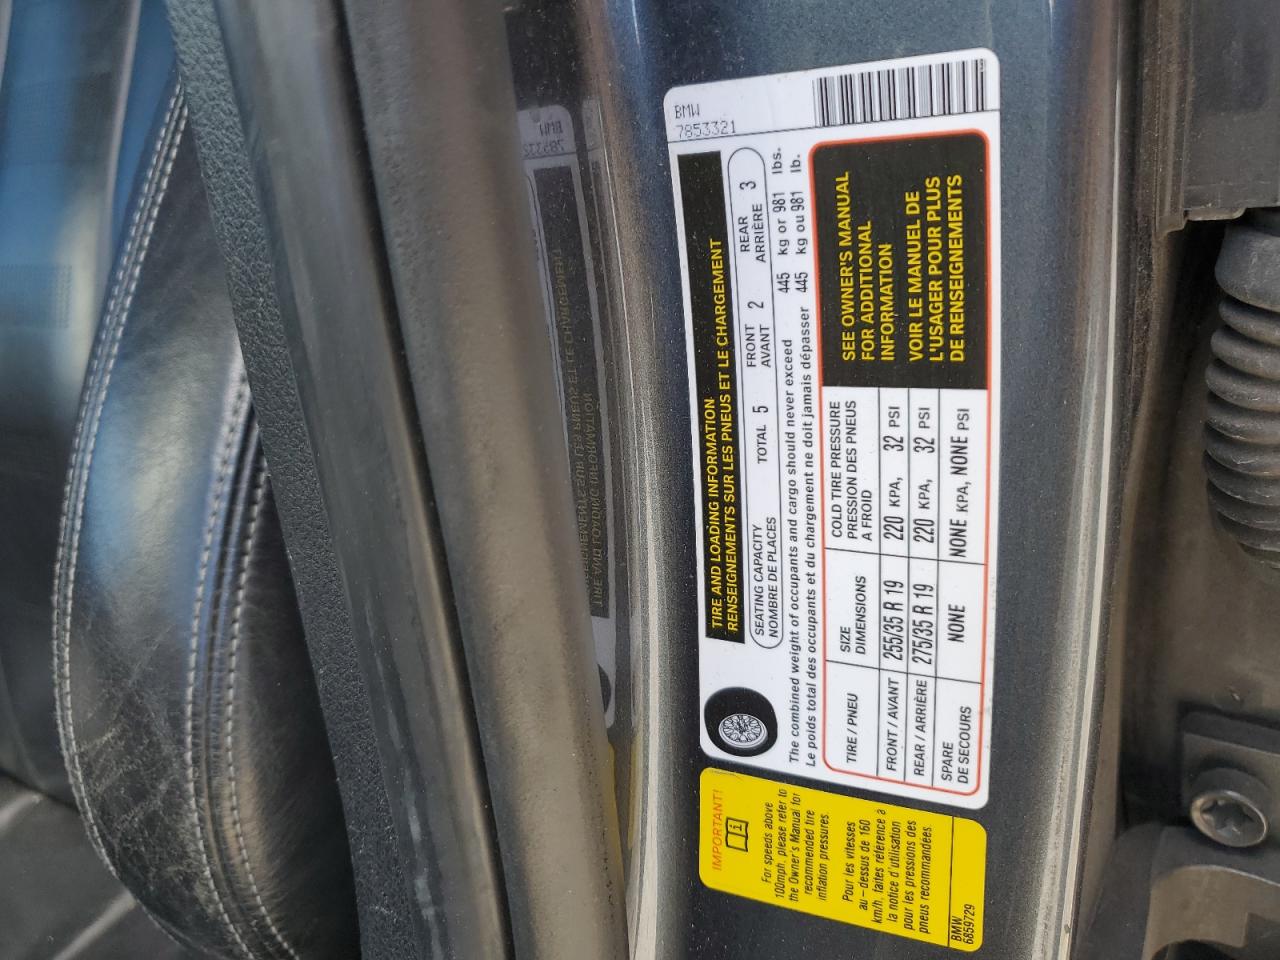 BMW
7853321
TIRE AND LOADING INFORMATION
RENSEIGNEMENTS SUR LES PNEUS ET LE CHARGEMENT
SEATING CAPACITY TOTAL 5 FRONT 2 REAR 3
NOMBRE DE PLACES AVANT ARRIÈRE
The combined weight of occupants and cargo should never exceed 445 kg or 981 lbs.
Le poids total des occupants et du chargement ne doit jamais dépasser 445 kg ou 981 lb.
TIRE / PNEU
SIZE
DIMENSIONS
COLD TIRE PRESSURE
PRESSION DES PNEUS
A FROID
FRONT / AVANT 255/35 R 19 220 KPA, 32 PSI
REAR / ARRIÈRE 275/35 R 19 220 KPA, 32 PSI
SPARE
DE SECOURS NONE NONE KPA, NONE PSI
SEE OWNER'S MANUAL
FOR ADDITIONAL
INFORMATION
VOIR LE MANUEL DE
L'USAGER POUR PLUS
DE RENSEIGNEMENTS
IMPORTANT!
For speeds above
100mph, please refer to
the Owner's Manual for
recommended tire
inflation pressures.
Pour les vitesses
au - dessus de 160
km/h, faites référence à
la notice d'utilisation
pour les pressions des
pneus recommandées
BMW
6859729